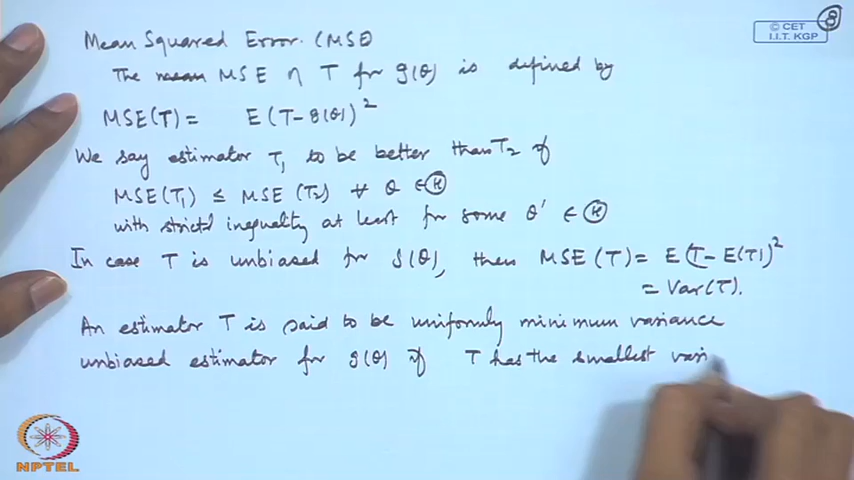 8
© CET
I.I.T. KGP
Mean Squared Error. (MSE)
The mean MSE of T for g(θ) is defined by
MSE(T) = E(T-g(θ))²
We say estimator T₁ to be better than T₂ if
MSE(T₁) ≤ MSE(T₂) ∀ θ ∈ Ⓗ
with strict inequality at least for some θ' ∈ Ⓗ
In case T is unbiased for g(θ), then MSE(T) = E(T-E(T))²
= Var(T).
An estimator T is said to be uniformly minimum variance
unbiased estimator for g(θ) if T has the smallest vari
NPTEL